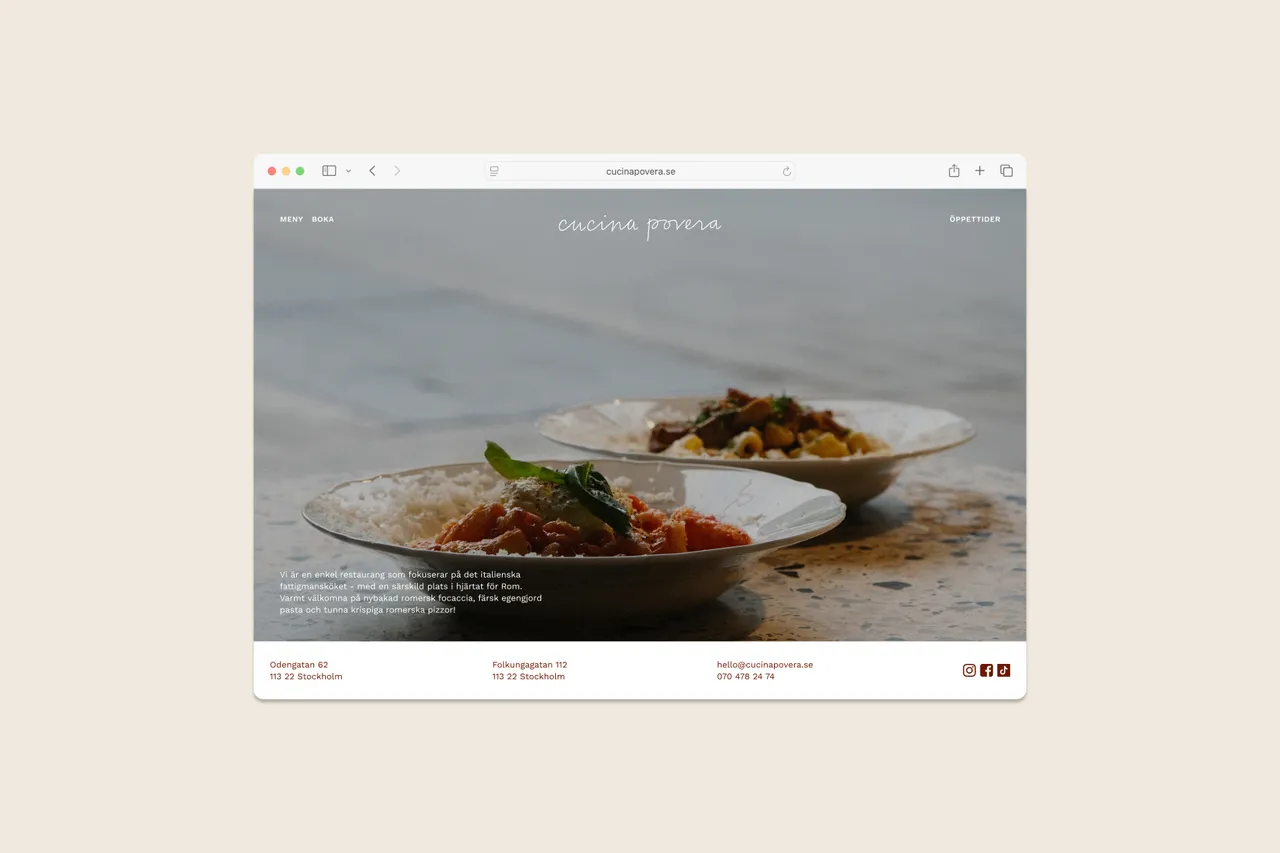 cucinapovera.se
MENY BOKA
cucina povera
ÖPPETTIDER
Vi är en enkel restaurang som fokuserar på det italienska
fattigmansköket - med en särskild plats i hjärtat för Rom.
Varmt välkomna på nybakad romersk focaccia, färsk egengjord
pasta och tunna krispiga romerska pizzor!
Odengatan 62
113 22 Stockholm
Folkungagatan 112
113 22 Stockholm
hello@cucinapovera.se
070 478 24 74